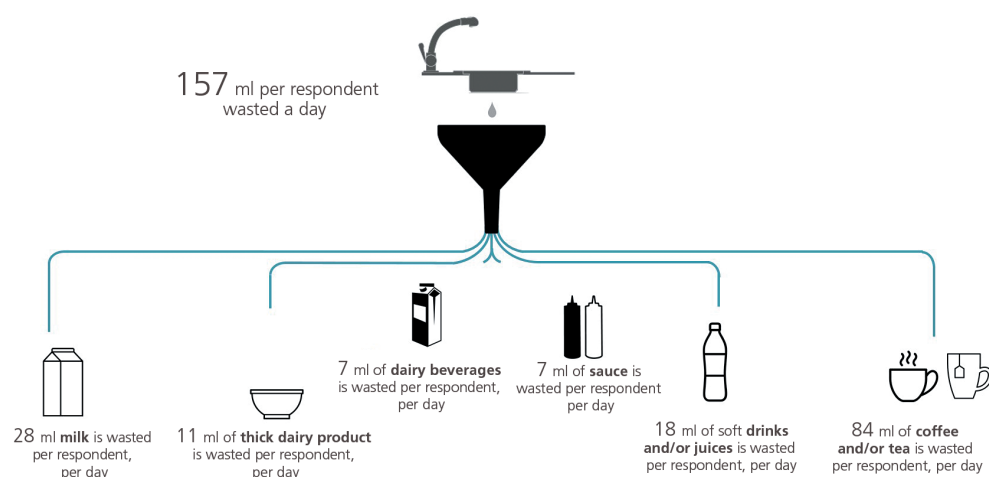 157 ml per respondent
wasted a day
7 ml of dairy beverages
is wasted per respondent,
per day
7 ml of sauce is
wasted per respondent
per day
28 ml milk is wasted
per respondent,
per day
11 ml of thick dairy product
is wasted per respondent,
per day
18 ml of soft drinks
and/or juices is wasted
per respondent, per day
84 ml of coffee
and/or tea is wasted
per respondent, per day